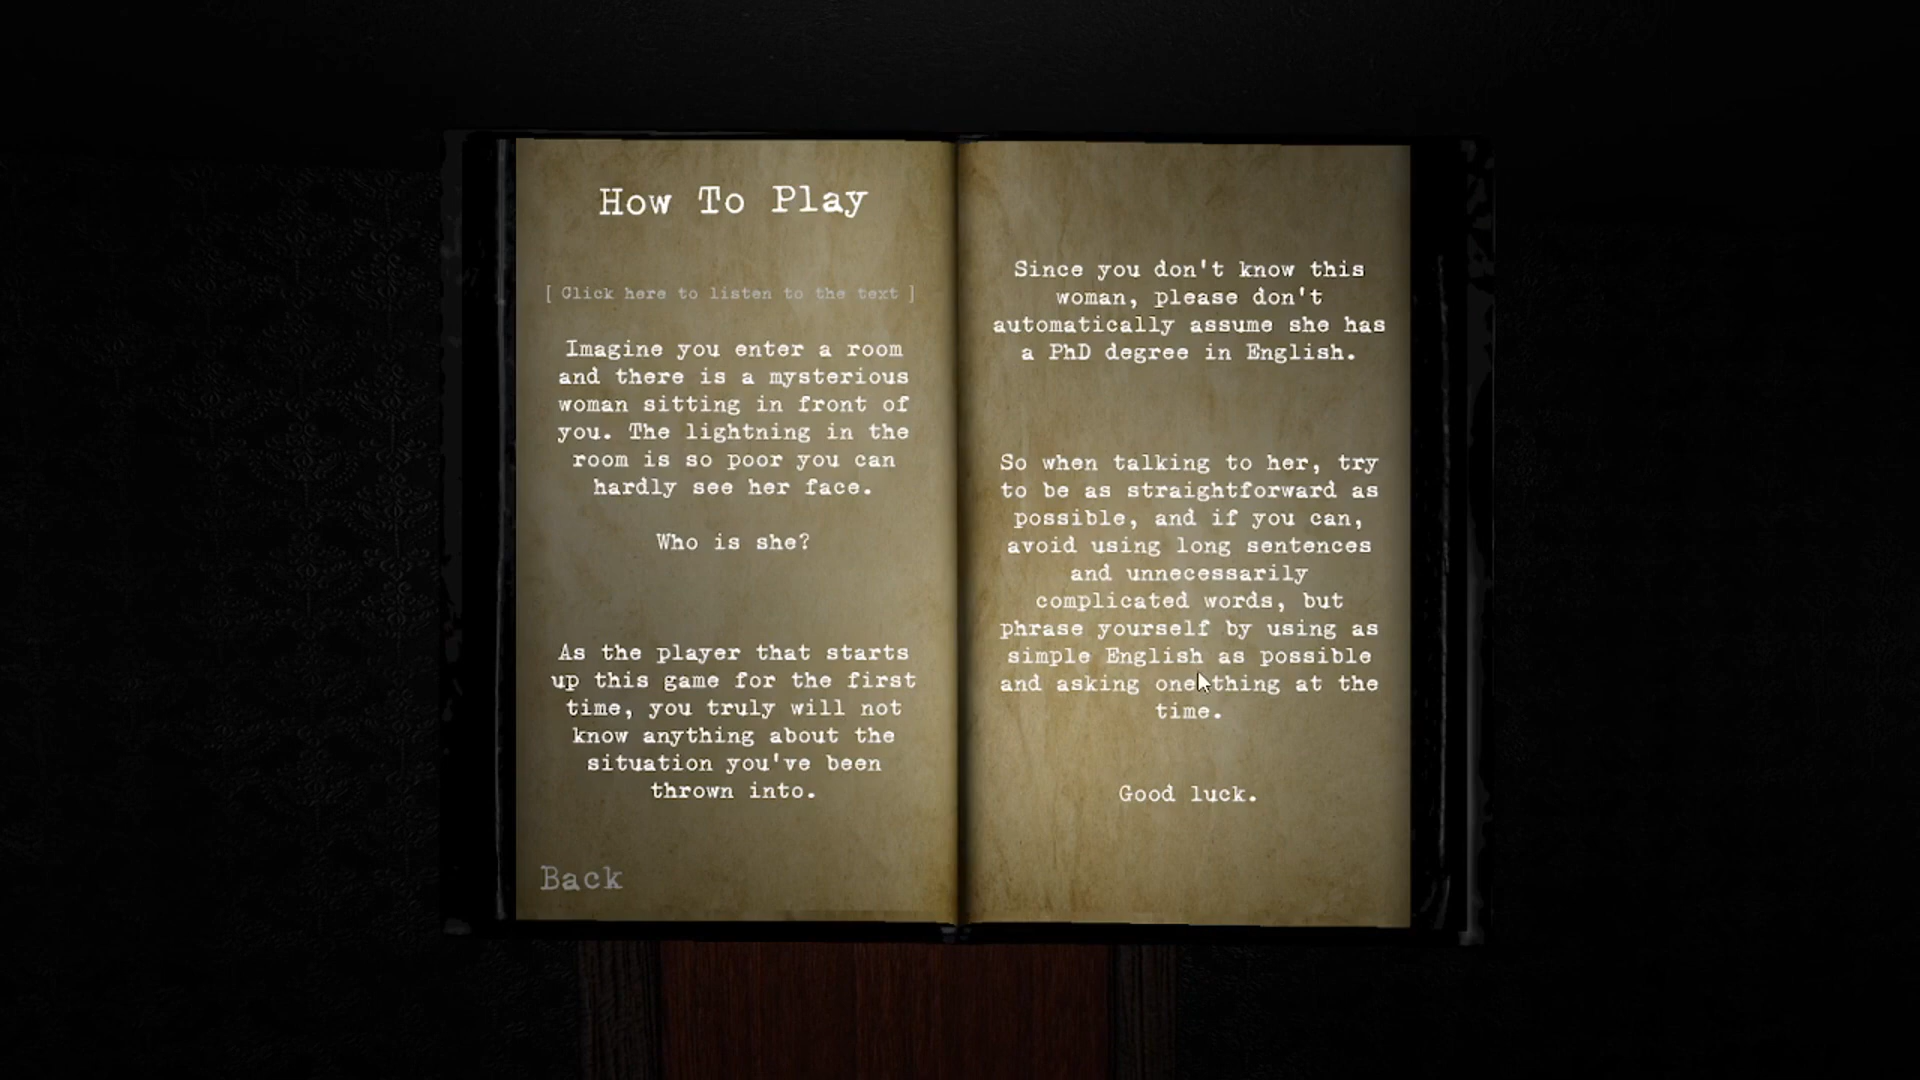 How To Play
[ Click here to listen to the text ]
Imagine you enter a room
and there is a mysterious
woman sitting in front of
you. The lightning in the
room is so poor you can
hardly see her face.
Who is she?
As the player that starts
up this game for the first
time, you truly will not
know anything about the
situation you've been
thrown into.
Back
Since you don't know this
woman, please don't
automatically assume she has
a PhD degree in English.
So when talking to her, try
to be as straightforward as
possible, and if you can,
avoid using long sentences
and unnecessarily
complicated words, but
phrase yourself by using as
simple English as possible
and asking one thing at the
time.
Good luck.